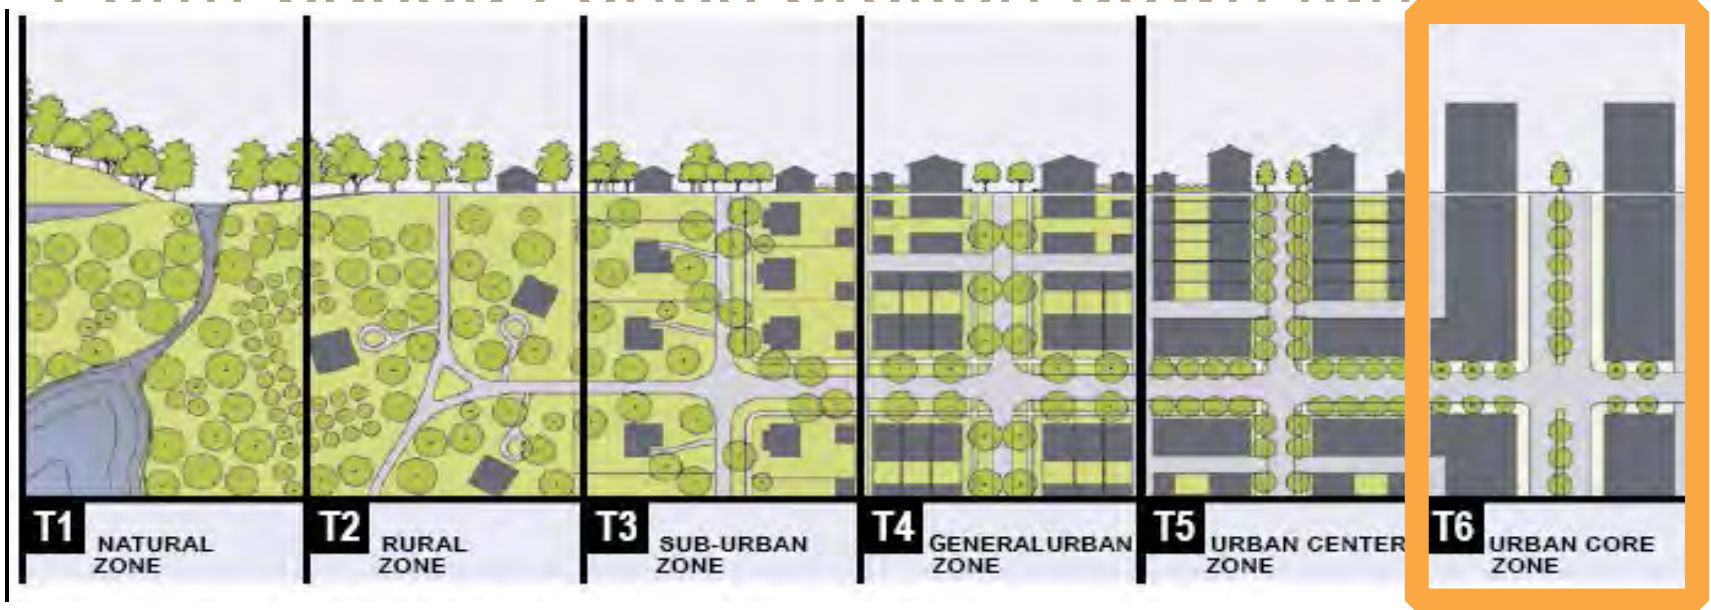 T1 NATURAL
ZONE
T2 RURAL
ZONE
T3 SUB-URBAN
ZONE
T4 GENERAL URBAN
ZONE
T5 URBAN CENTER
ZONE
T6 URBAN CORE
ZONE